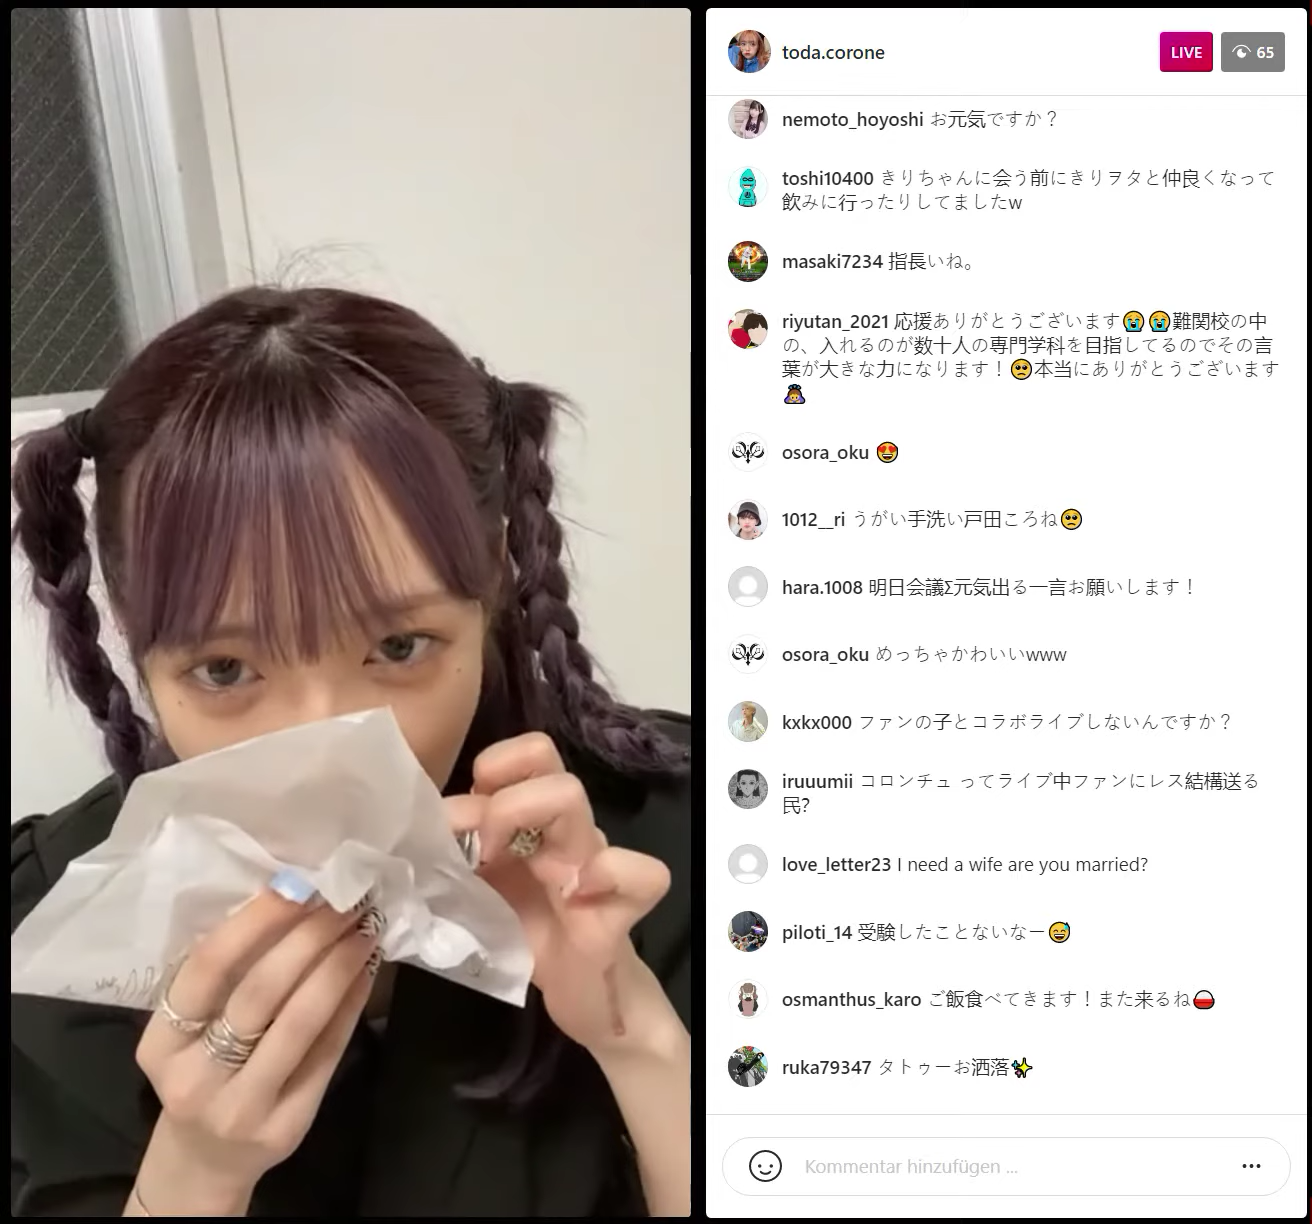 toda.corone
LIVE
65
nemoto_hoyoshi お元気ですか？
toshi10400 きりちゃんに会う前にきりヲタと仲良くなって
飲みに行ったりしてましたw
masaki7234 指長いね。
riyutan_2021 応援ありがとうございます😭😭難関校の中
の、入れるのが数十人の専門学科を目指してるのでその言
葉が大きな力になります！🥺本当にありがとうございます
🙇‍♀️
osora_oku 😍
1012__ri うがい手洗い戸田ころね🥺
hara.1008 明日会議Σ元気出る一言お願いします！
osora_oku めっちゃかわいいwww
kxkx000 ファンの子とコラボライブしないんですか？
iruuumii コロンチュ ってライブ中ファンにレス結構送る
民?
love_letter23 I need a wife are you married?
piloti_14 受験したことないなー😅
osmanthus_karo ご飯食べてきます！また来るね🍚
ruka79347 タトゥーお洒落✨
Kommentar hinzufügen ...